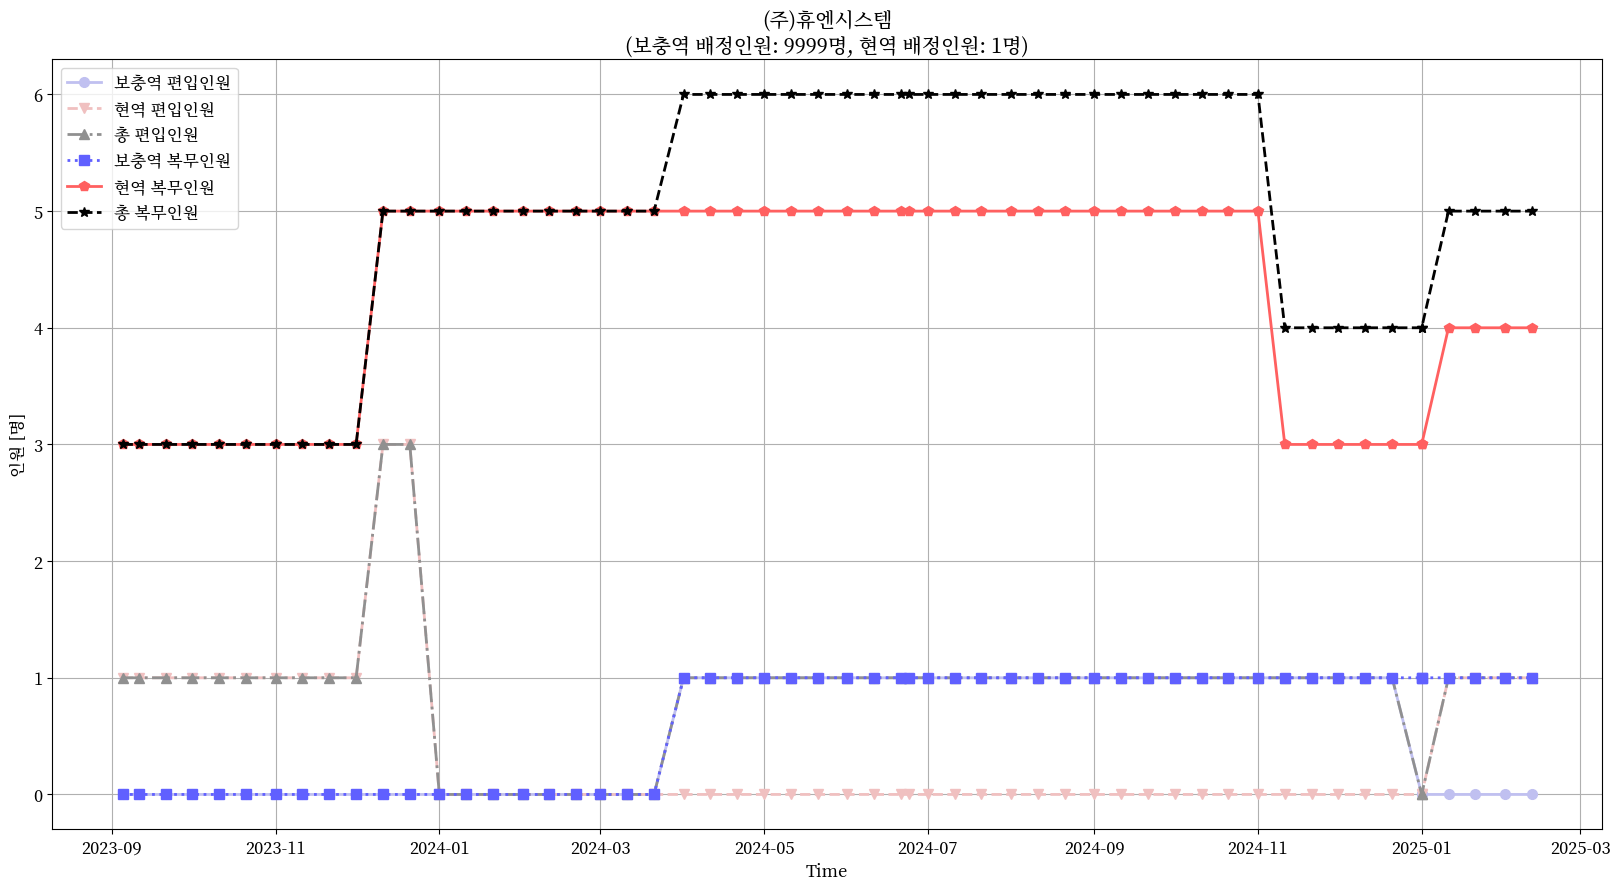 (주)휴엔시스템
(보충역 배정인원: 9999명, 현역 배정인원: 1명)
보충역 편입인원
현역 편입인원
총 편입인원
보충역 복무인원
현역 복무인원
총 복무인원
6
5
4
3
2
1
0
인원 [명]
2023-09 2023-11 2024-01 2024-03 2024-05 2024-07 2024-09 2024-11 2025-01 2025-03
Time